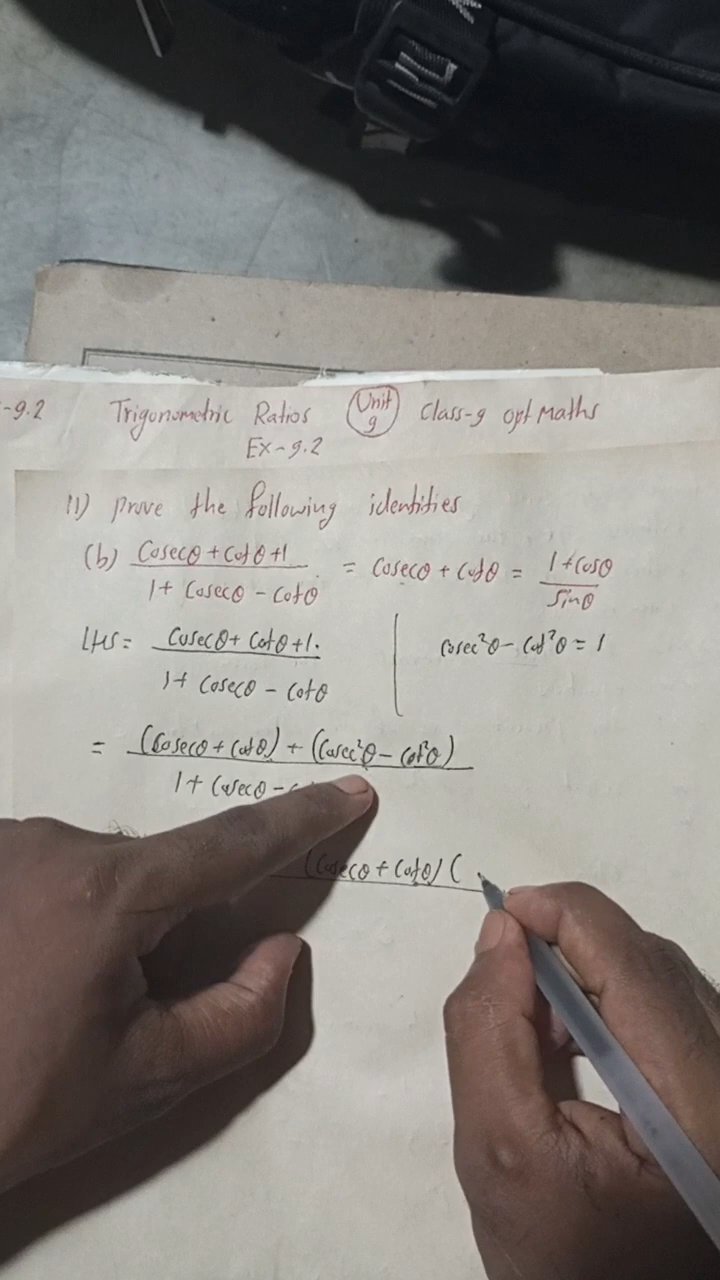 -9.2 Trigonometric Ratios Unit 9 Class-9 opt Maths
Ex-9.2
11) prove the following identities
(b) Cosecθ+cotθ+1 / 1+ Cosecθ-Cotθ = Cosecθ+cotθ = 1+Cosθ / Sinθ
LHS= Cosecθ+Cotθ+1. / 1+ Cosecθ-Cotθ
Cosec²θ-Cot²θ=1
= (Cosecθ+Cotθ)+(Cosec²θ-Cot²θ) / 1+Cosecθ-
(Cosecθ+Cotθ)(